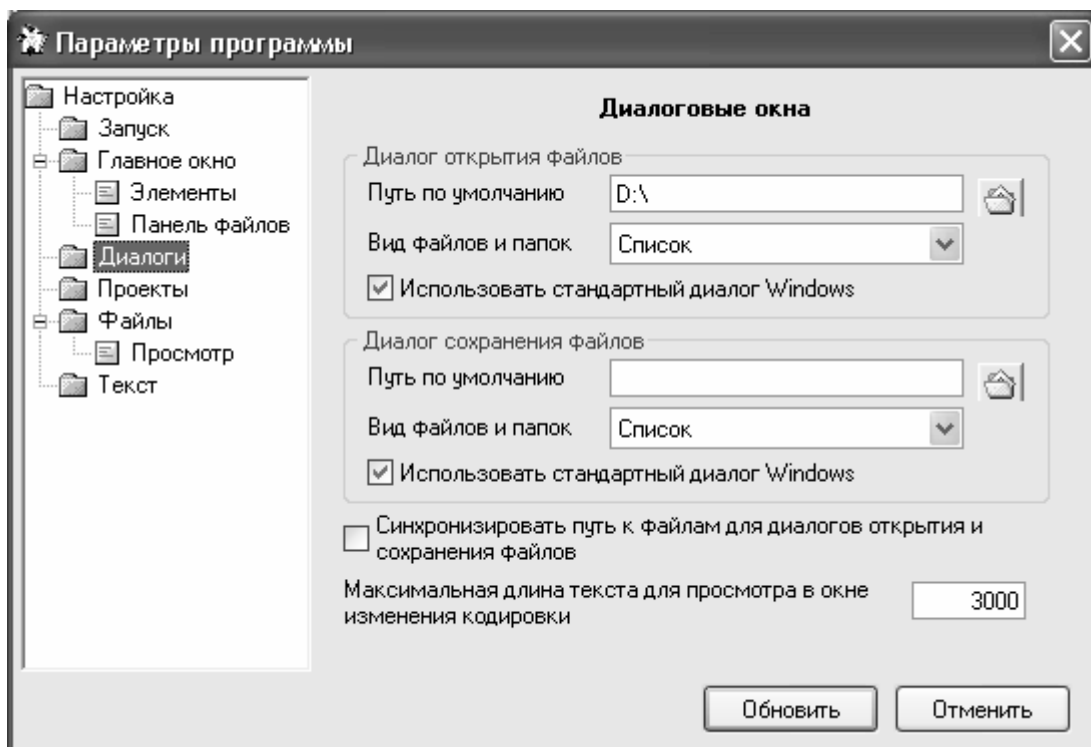 Параметры программы
Настройка
Запуск
Главное окно
Элементы
Панель файлов
Диалоги
Проекты
Файлы
Просмотр
Текст
Диалоговые окна
Диалог открытия файлов
Путь по умолчанию D:\
Вид файлов и папок Список
Использовать стандартный диалог Windows
Диалог сохранения файлов
Путь по умолчанию
Вид файлов и папок Список
Использовать стандартный диалог Windows
Синхронизировать путь к файлам для диалогов открытия и
сохранения файлов
Максимальная длина текста для просмотра в окне
изменения кодировки 3000
Обновить Отменить